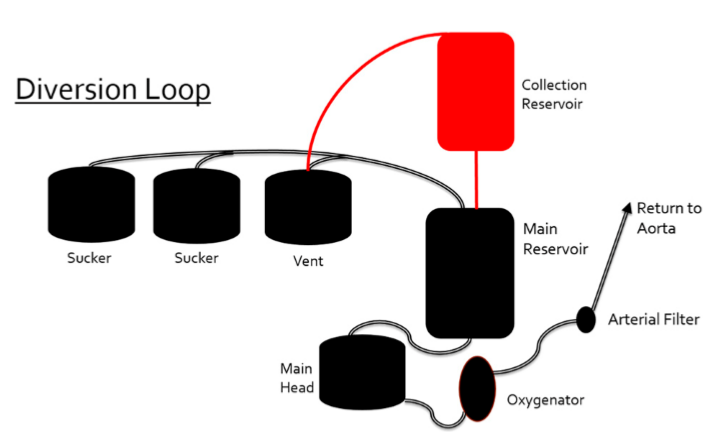 Diversion Loop
Collection
Reservoir
Sucker
Sucker
Vent
Main
Reservoir
Return to
Aorta
Arterial Filter
Main
Head
Oxygenator